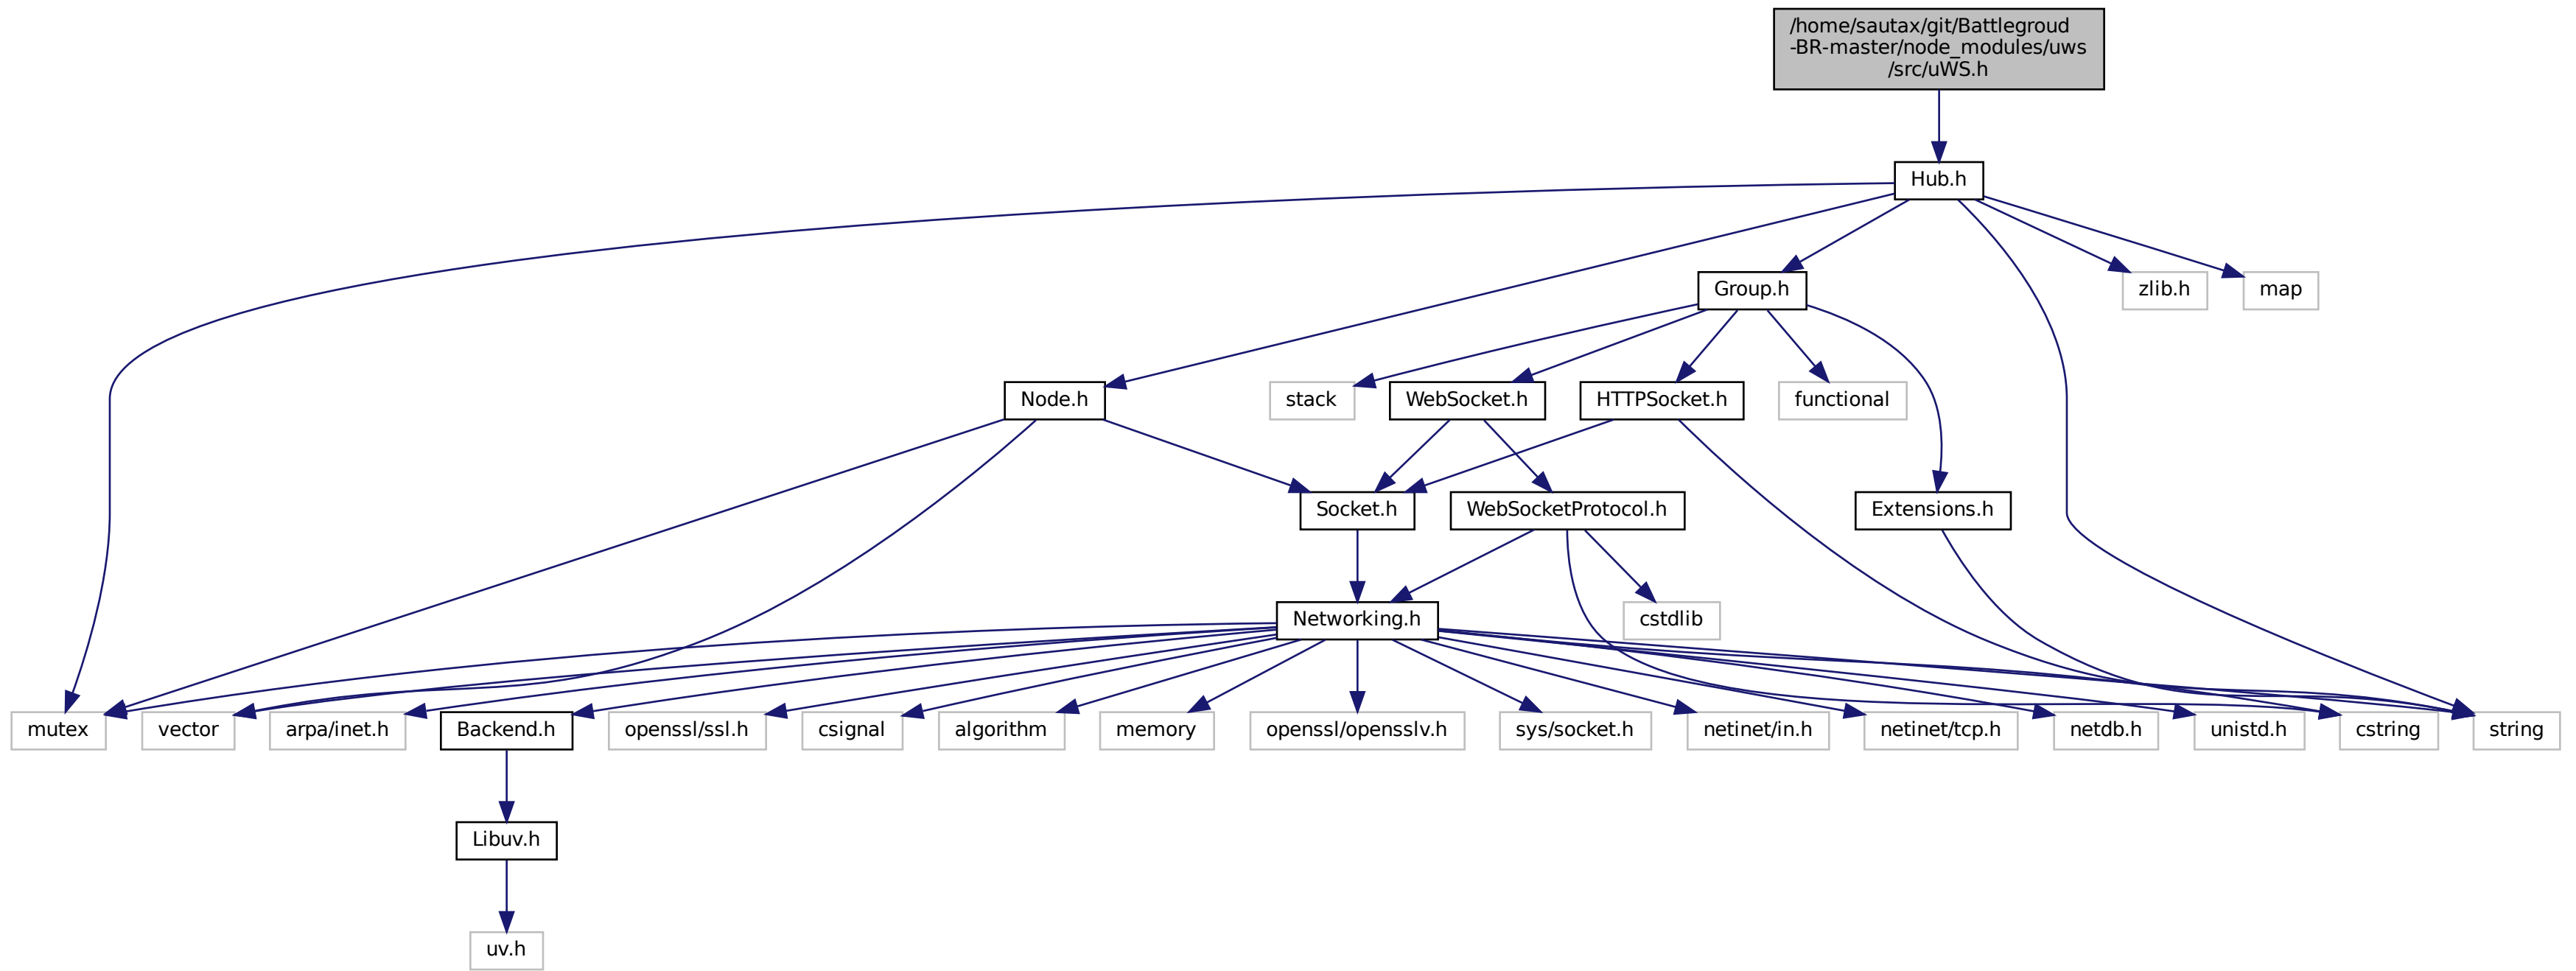 /home/sautax/git/Battlegroud
-BR-master/node_modules/uws
/src/uWS.h
Hub.h
Group.h
zlib.h
map
Node.h
stack
WebSocket.h
HTTPSocket.h
functional
Socket.h
WebSocketProtocol.h
Extensions.h
Networking.h
cstdlib
mutex
vector
arpa/inet.h
Backend.h
openssl/ssl.h
csignal
algorithm
memory
openssl/opensslv.h
sys/socket.h
netinet/in.h
netinet/tcp.h
netdb.h
unistd.h
cstring
string
Libuv.h
uv.h